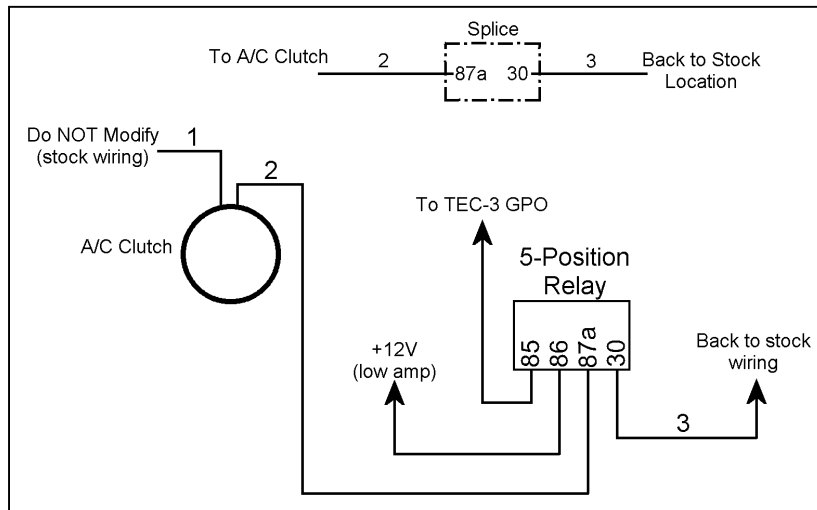 Splice
To A/C Clutch
2
87a
30
3
Back to Stock
Location
Do NOT Modify
(stock wiring)
1
2
A/C Clutch
To TEC-3 GPO
5-Position
Relay
85
86
87a
30
+12V
(low amp)
Back to stock
wiring
3